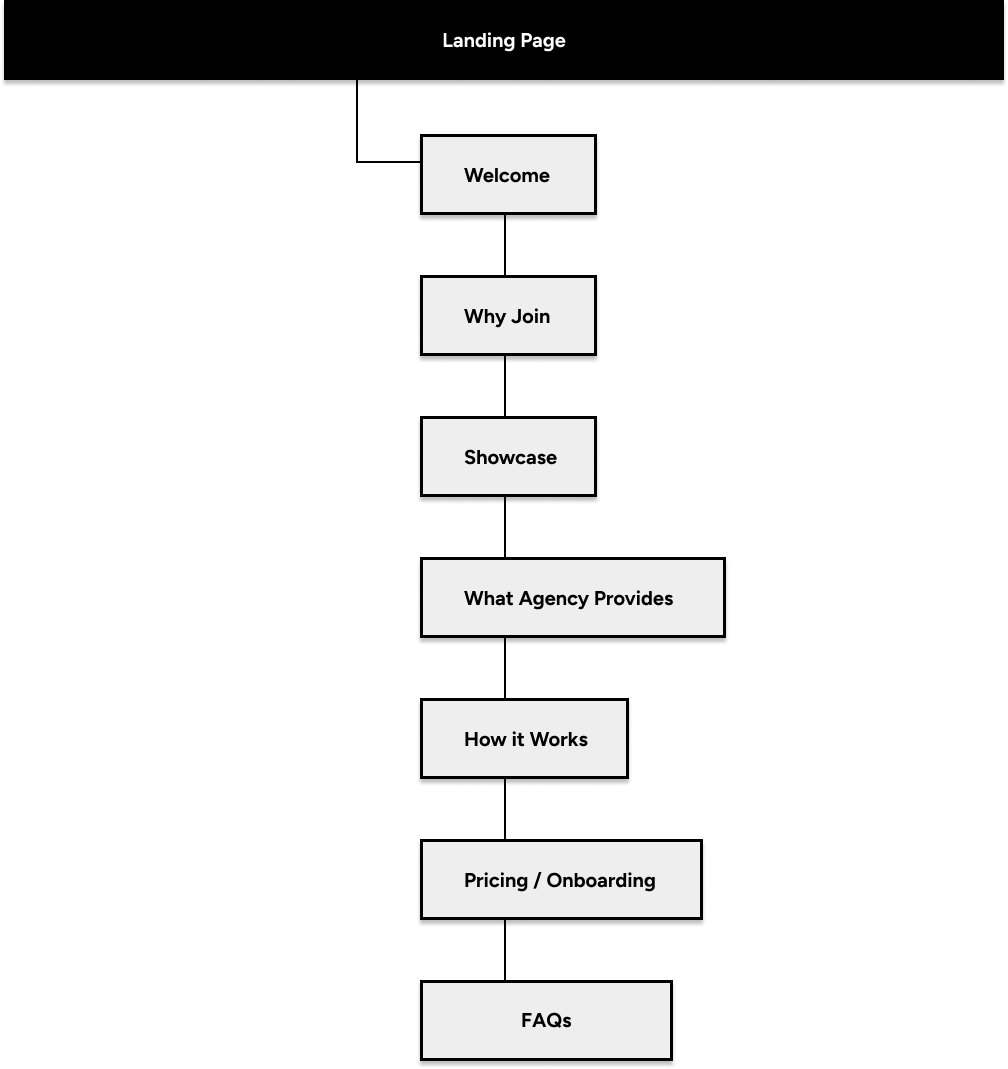 Landing Page
Welcome
Why Join
Showcase
What Agency Provides
How it Works
Pricing / Onboarding
FAQs